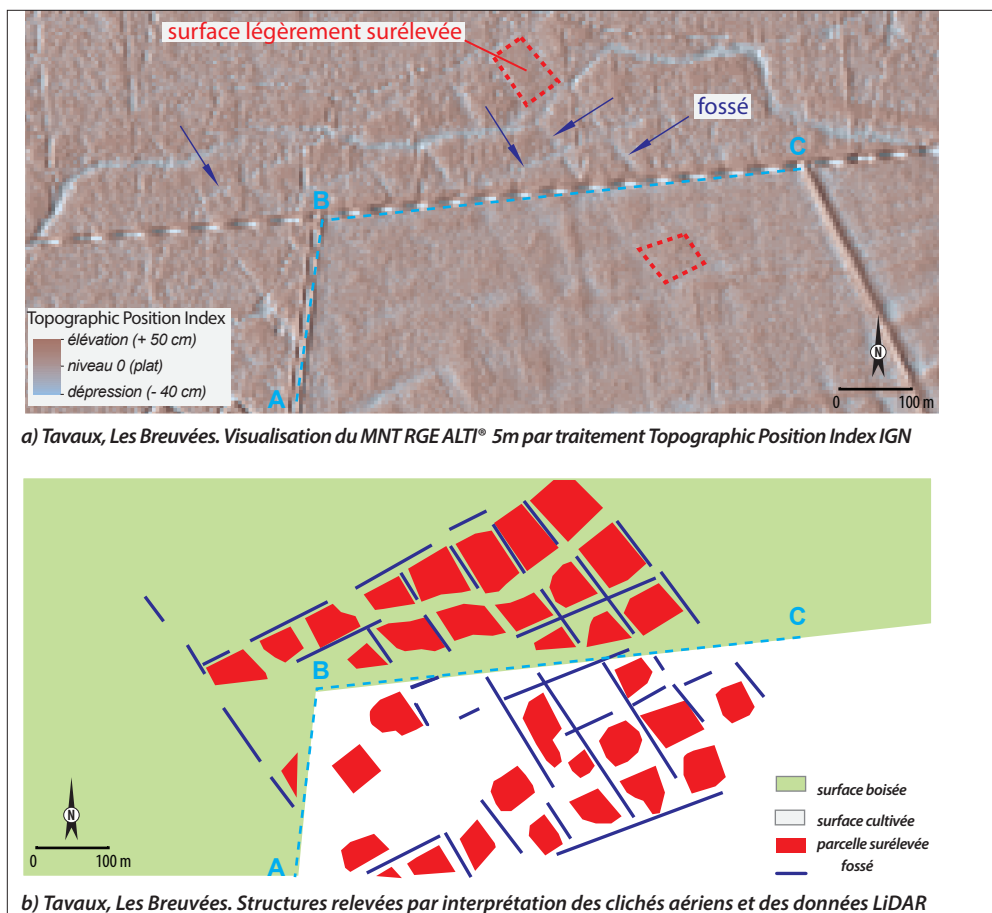 surface légèrement surélevée
fossé
C
B
Topographic Position Index
élévation (+ 50 cm)
niveau 0 (plat)
dépression (- 40 cm)
A
N
0 100 m
a) Tavaux, Les Breuvées. Visualisation du MNT RGE ALTI® 5m par traitement Topographic Position Index IGN
C
B
surface boisée
N
surface cultivée
parcelle surélevée
0 100 m
A
fossé
b) Tavaux, Les Breuvées. Structures relevées par interprétation des clichés aériens et des données LiDAR